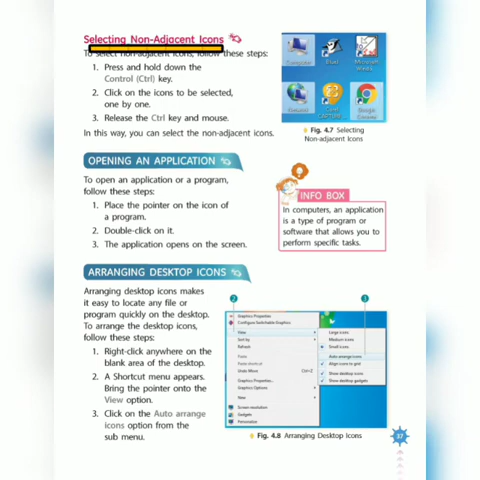 Selecting Non-Adjacent Icons
To select non-adjacent icons, follow these steps:
1. Press and hold down the
Control (Ctrl) key.
2. Click on the icons to be selected,
one by one.
3. Release the Ctrl key and mouse.
In this way, you can select the non-adjacent icons.
Computer
Network
Google
Chrome
Fig. 4.7 Selecting
Non-adjacent Icons
OPENING AN APPLICATION
To open an application or a program,
follow these steps:
1. Place the pointer on the icon of
a program.
2. Double-click on it.
3. The application opens on the screen.
INFO BOX
In computers, an application
is a type of program or
software that allows you to
perform specific tasks.
ARRANGING DESKTOP ICONS
Arranging desktop icons makes
it easy to locate any file or
program quickly on the desktop.
To arrange the desktop icons,
follow these steps:
1. Right-click anywhere on the
blank area of the desktop.
2. A Shortcut menu appears.
Bring the pointer onto the
View option.
3. Click on the Auto arrange
icons option from the
sub menu.
2
3
Graphics Properties
Configure Switchable Graphics
View
Sort by
Refresh
Paste
Paste shortcut
Undo Move Ctrl+Z
Graphics Properties...
Graphics Options
New
Screen resolution
Gadgets
Personalize
Large icons
Medium icons
Small icons
Auto arrange icons
Align icons to grid
Show desktop icons
Show desktop gadgets
Fig. 4.8 Arranging Desktop Icons
37